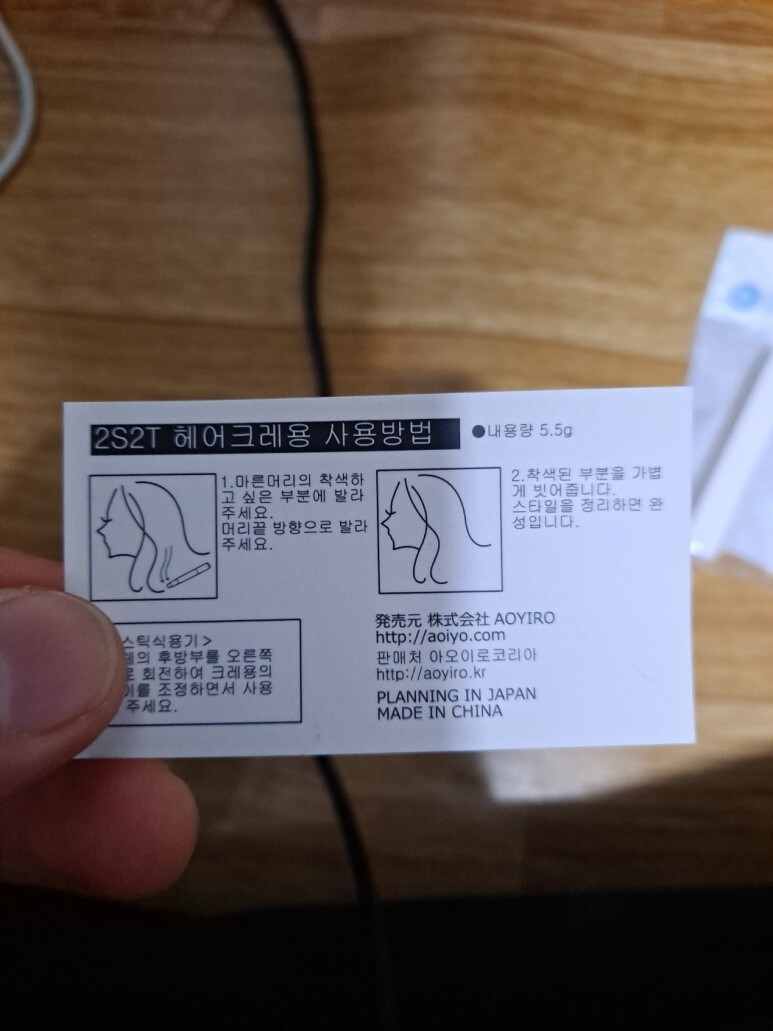 2S2T 헤어크레용 사용방법
●내용량 5.5g
1.마른머리의 착색하
고 싶은 부분에 발라
주세요.
머리끝 방향으로 발라
주세요.
2.착색된 부분을 가볍
게 빗어줍니다.
스타일을 정리하면 완
성입니다.
스틱식용기>
의 후방부를 오른쪽
회전하여 크레용의
를 조정하면서 사용
주세요.
発売元 株式会社 AOYIRO
http://aoiyo.com
판매처 아오이로코리아
http://aoyiro.kr
PLANNING IN JAPAN
MADE IN CHINA